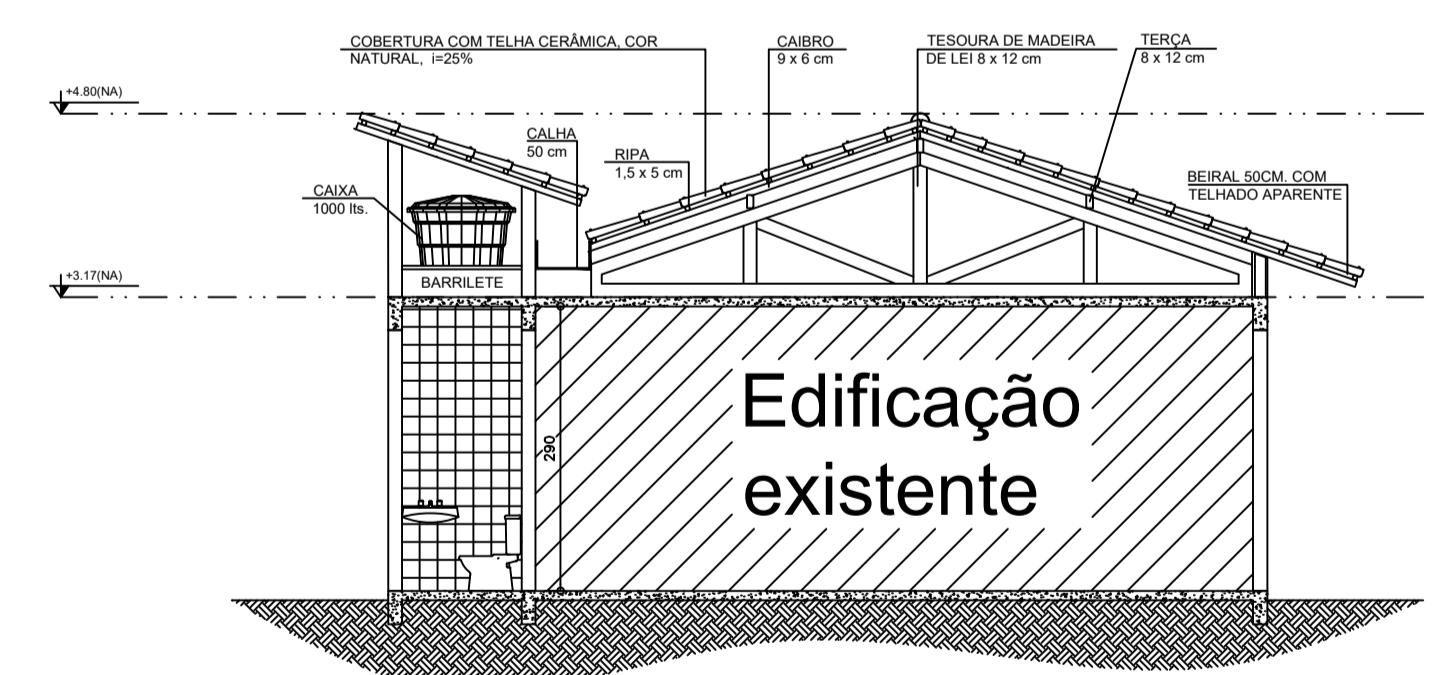 COBERTURA COM TELHA CERÂMICA, COR
NATURAL, i=25%
CAIBRO
9 x 6 cm
TESOURA DE MADEIRA
DE LEI 8 x 12 cm
TERÇA
8 x 12 cm
+4.80(NA)
CALHA
50 cm
RIPA
1,5 x 5 cm
BEIRAL 50CM. COM
TELHADO APARENTE
CAIXA
1000 lts.
+3.17(NA)
BARRILETE
290
Edificação
existente